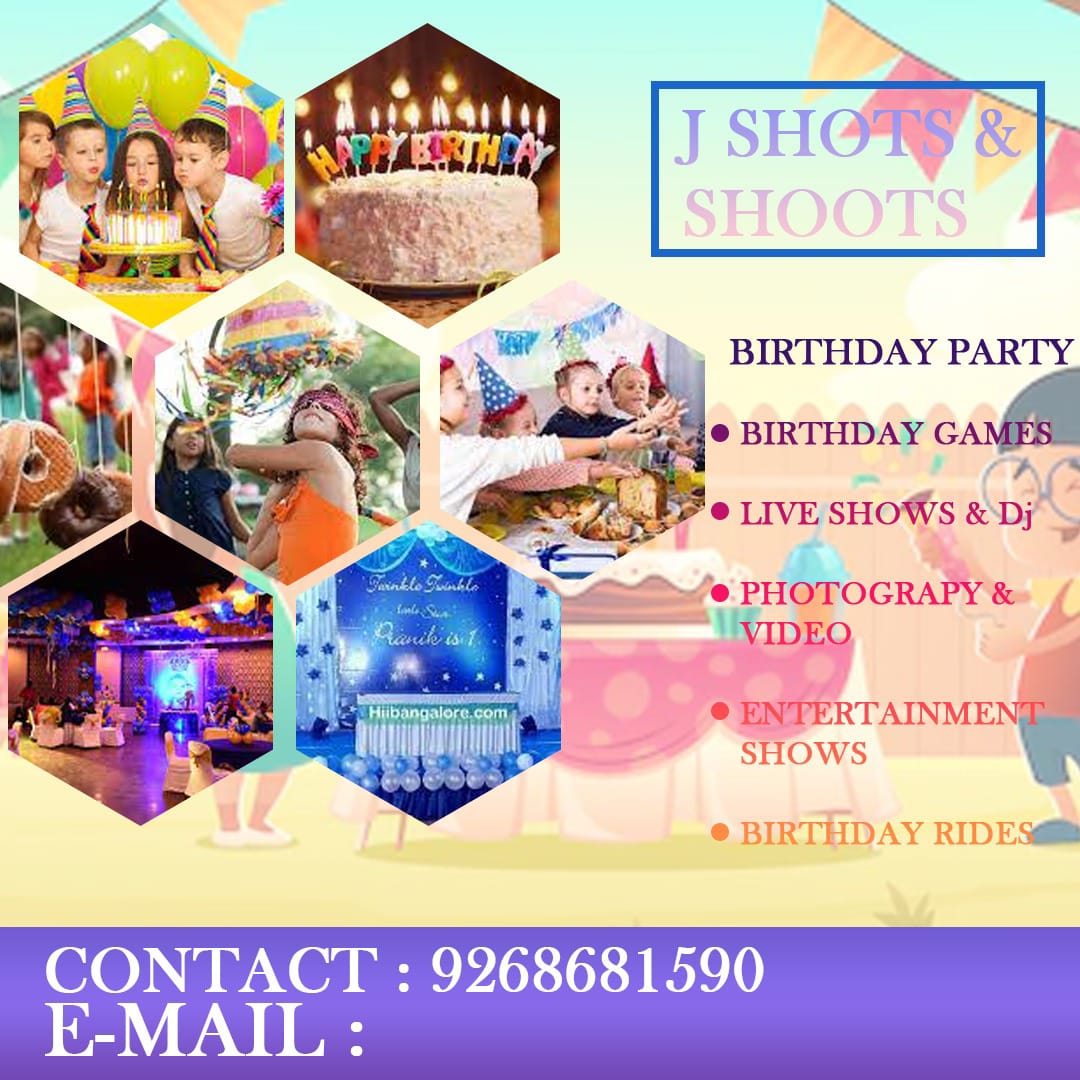 HAPPY BIRTHDAY
J SHOTS &
SHOOTS
BIRTHDAY PARTY
BIRTHDAY GAMES
LIVE SHOWS & Dj
PHOTOGRAPY &
VIDEO
ENTERTAINMENT
SHOWS
BIRTHDAY RIDES
Twinkle Twinkle
Little Star
Pranik is 1
Hiibangalore.com
CONTACT : 9268681590
E-MAIL :